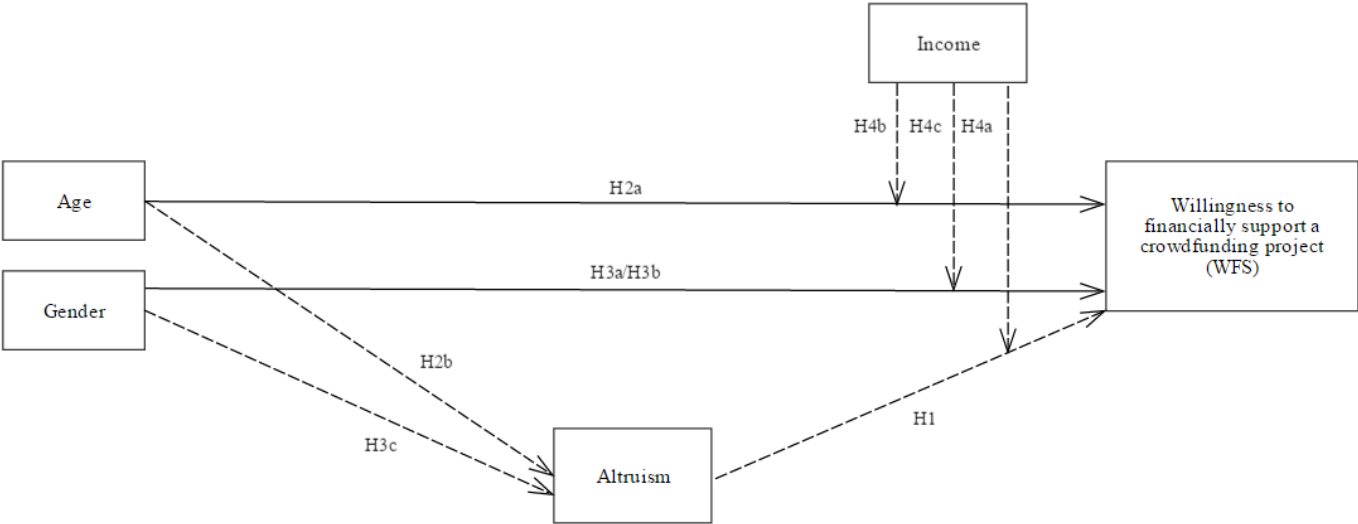 Income
H4b
H4c
H4a
Age
H2a
Willingness to
financially support a
crowdfunding project
(WFS)
H3a/H3b
Gender
H2b
H1
H3c
Altruism